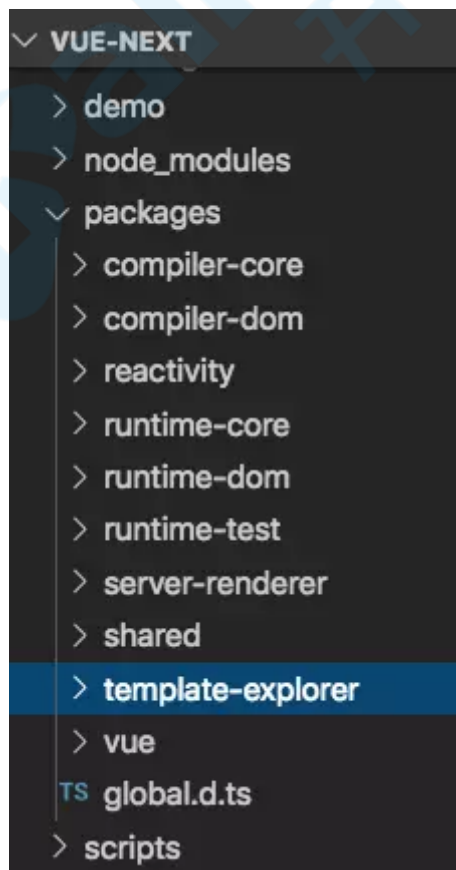 VUE-NEXT
demo
node_modules
packages
compiler-core
compiler-dom
reactivity
runtime-core
runtime-dom
runtime-test
server-renderer
shared
template-explorer
vue
TS global.d.ts
scripts